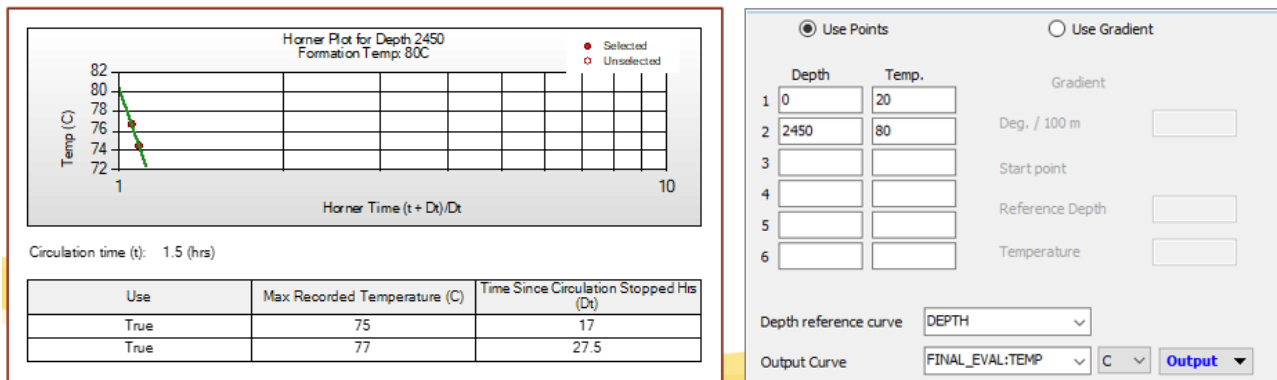 Horner Plot for Depth 2450
Formation Temp: 80C
Selected
Unselected
82
80
78
76
74
72
Temp (C)
1
10
Horner Time (t + Dt)/Dt
Circulation time (t): 1.5 (hrs)
Use
Max Recorded Temperature (C)
Time Since Circulation Stopped Hrs
(Dt)
True 75 17
True 77 27.5
Use Points
Use Gradient
Depth Temp.
1 0 20
2 2450 80
3
4
5
6
Gradient
Deg. / 100 m
Start point
Reference Depth
Temperature
Depth reference curve DEPTH
Output Curve FINAL_EVAL:TEMP C Output